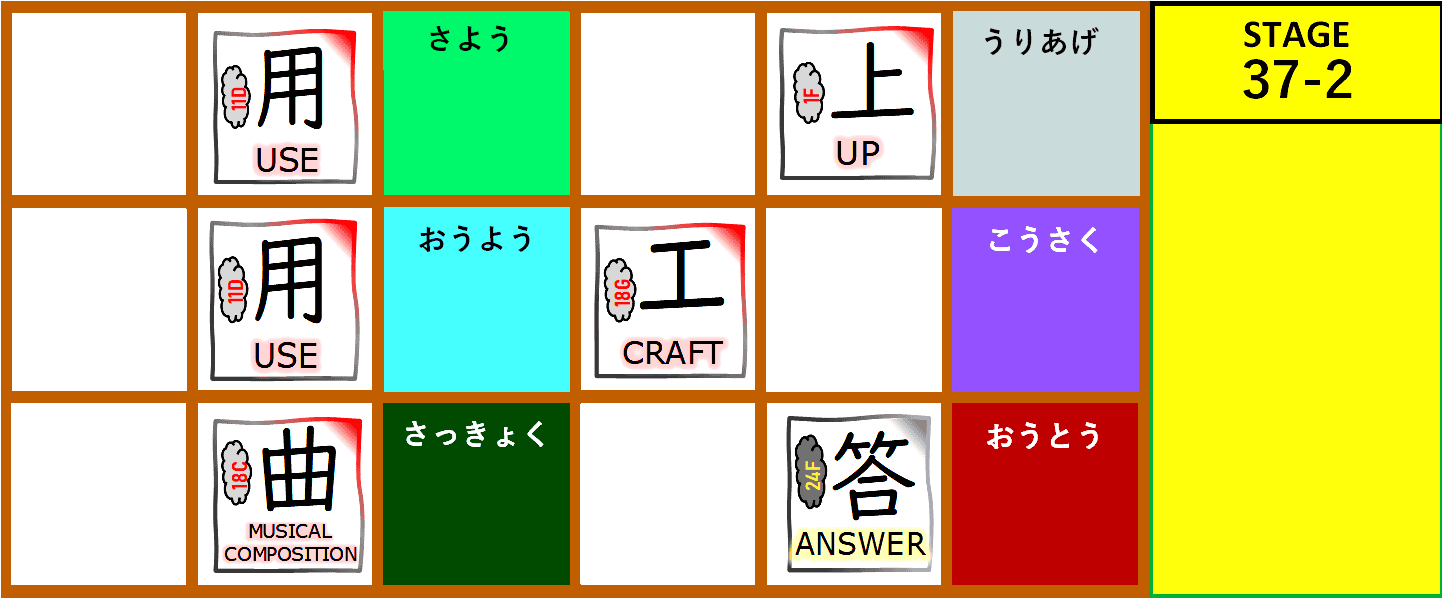 用
11D
USE
さよう
上
1F
UP
うりあげ
STAGE
37-2
用
11D
USE
おうよう
工
18G
CRAFT
こうさく
曲
18C
MUSICAL
COMPOSITION
さっきょく
答
24F
ANSWER
おうとう